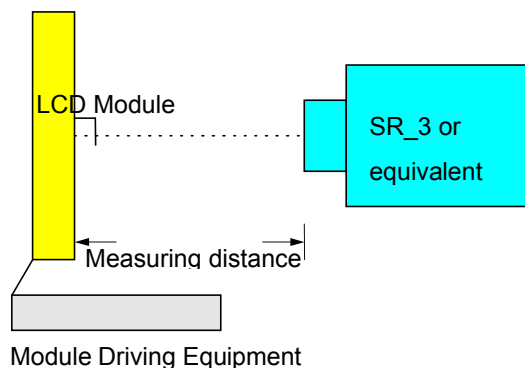 LCD Module
SR_3 or
equivalent
Measuring distance
Module Driving Equipment